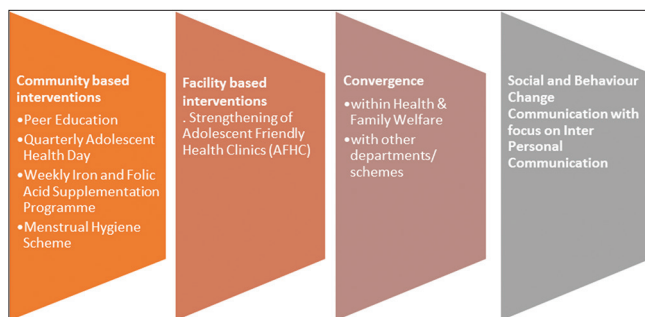 Community based
interventions
•Peer Education
•Quarterly Adolescent
Health Day
•Weekly Iron and Folic
Acid Supplementation
Programme
•Menstrual Hygiene
Scheme
Facility based
interventions
. Strengthening of
Adolescent Friendly
Health Clinics (AFHC)
Convergence
•within Health &
Family Welfare
•with other
departments/
schemes
Social and Behaviour
Change
Communication with
focus on Inter
Personal
Communication